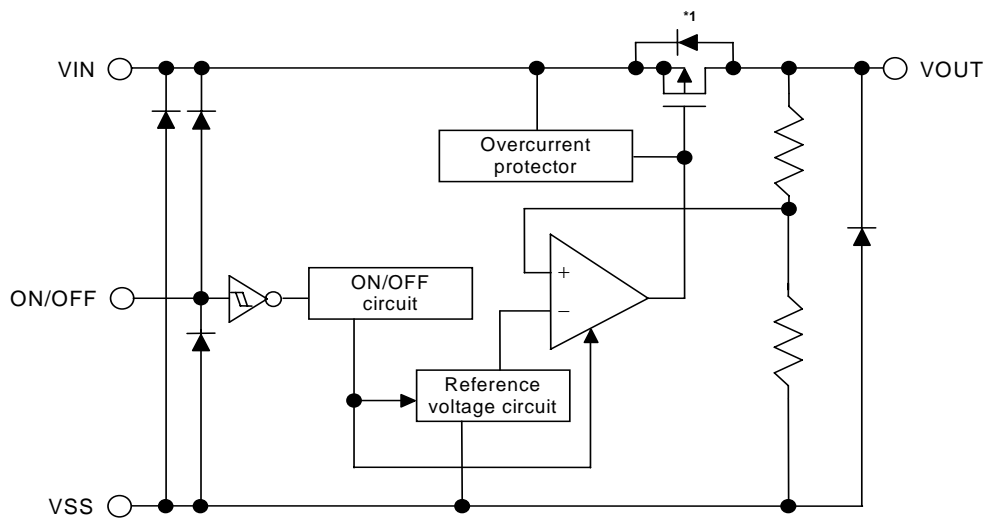 *1
VIN
VOUT
Overcurrent
protector
ON/OFF
ON/OFF
circuit
+
−
Reference
voltage circuit
VSS